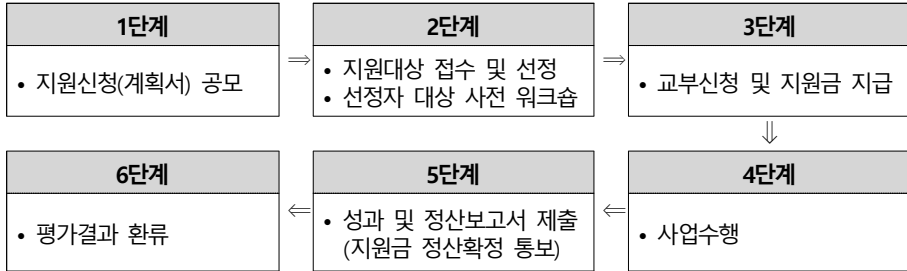 1단계
• 지원신청(계획서) 공모
⇒
2단계
• 지원대상 접수 및 선정
• 선정자 대상 사전 워크숍
⇒
3단계
• 교부신청 및 지원금 지급
⇓
4단계
• 사업수행
⇐
5단계
• 성과 및 정산보고서 제출
(지원금 정산확정 통보)
⇐
6단계
• 평가결과 환류